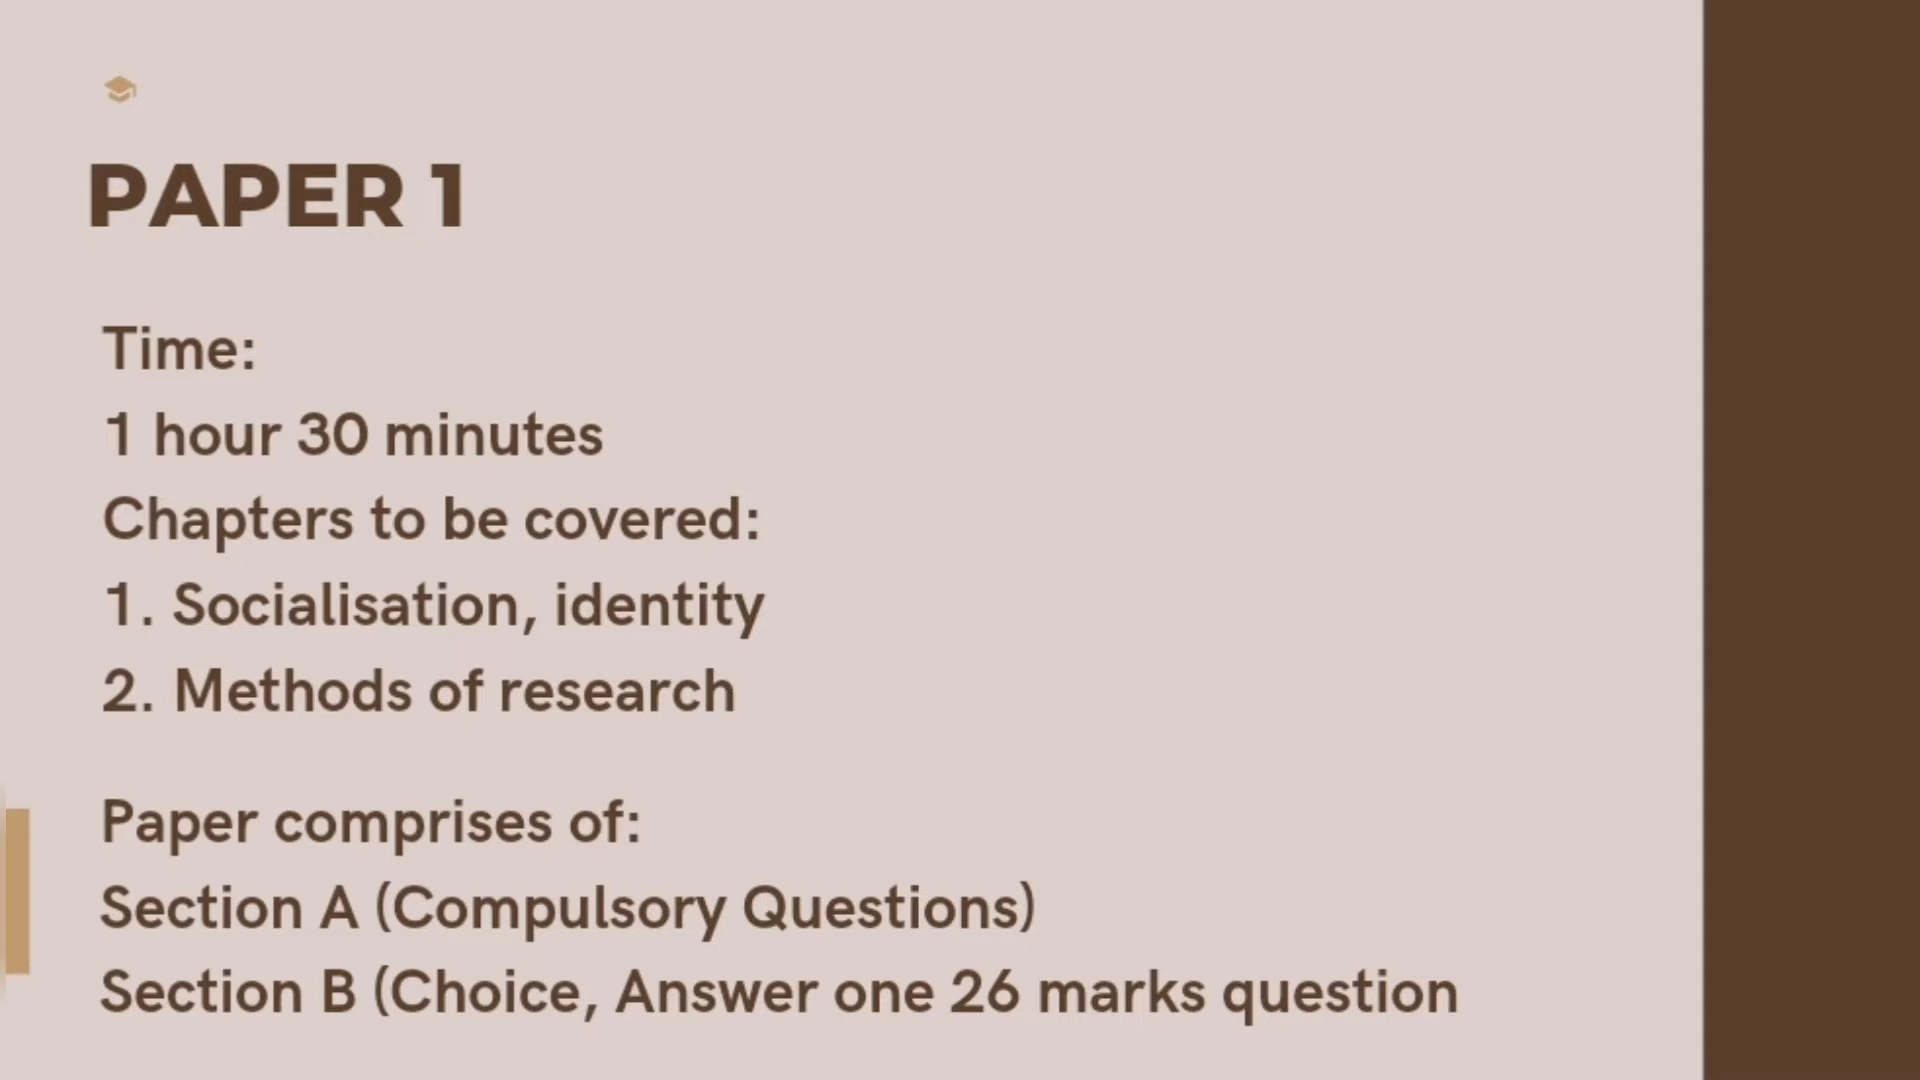 PAPER 1
Time:
1 hour 30 minutes
Chapters to be covered:
1. Socialisation, identity
2. Methods of research
Paper comprises of:
Section A (Compulsory Questions)
Section B (Choice, Answer one 26 marks question